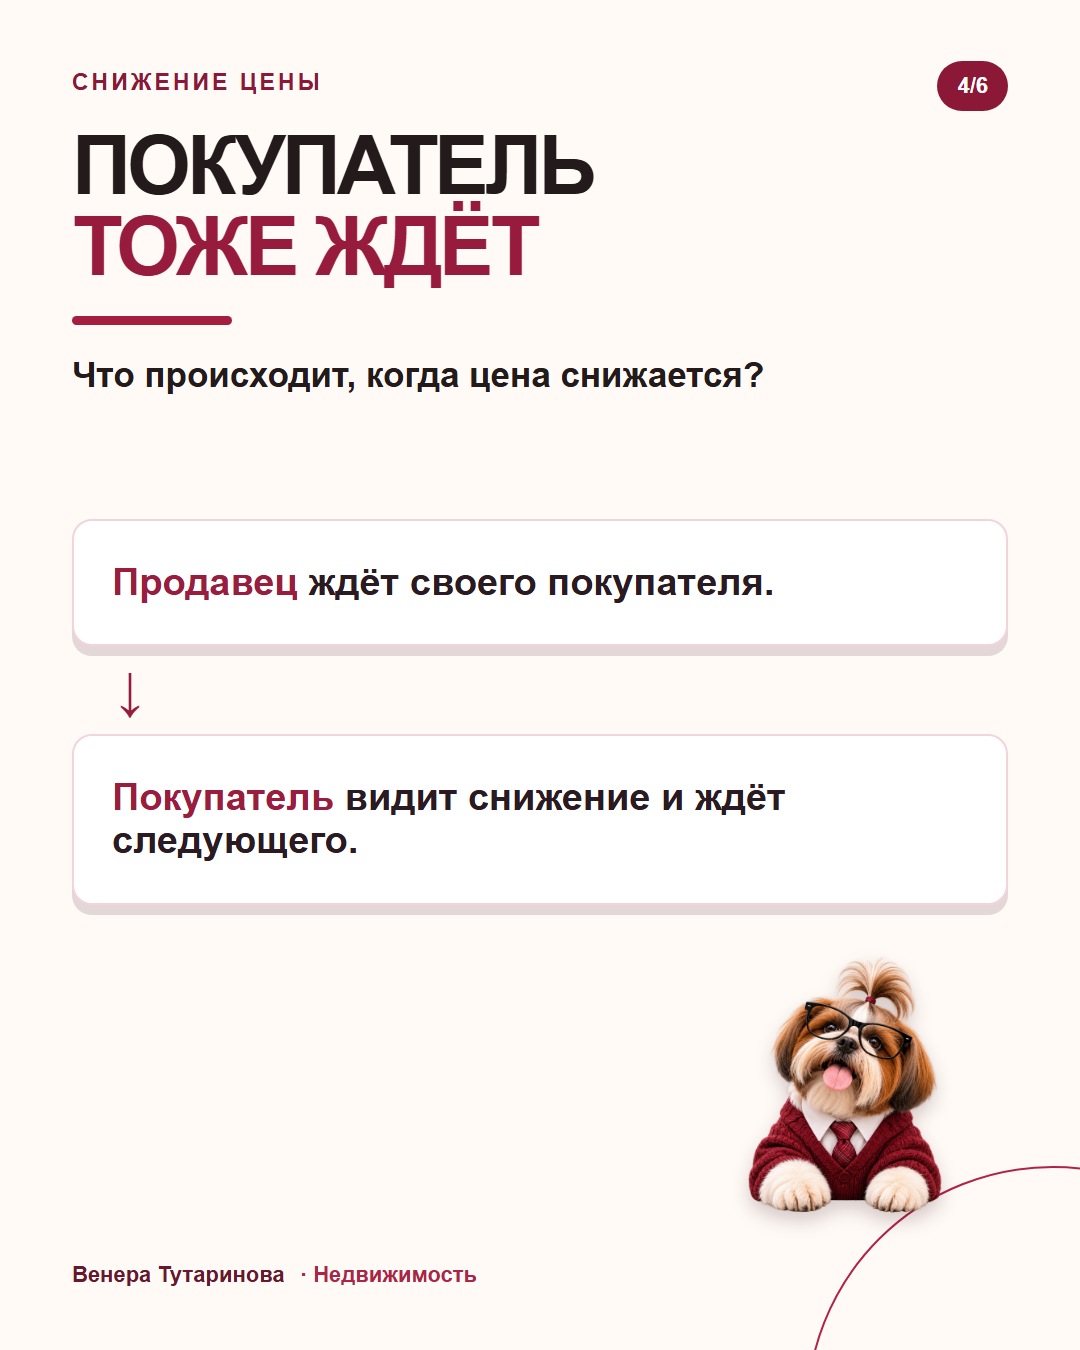 СНИЖЕНИЕ ЦЕНЫ
4/6
ПОКУПАТЕЛЬ
ТОЖЕ ЖДЁТ
Что происходит, когда цена снижается?
Продавец ждёт своего покупателя.
↓
Покупатель видит снижение и ждёт
следующего.
Венера Тутаринова · Недвижимость